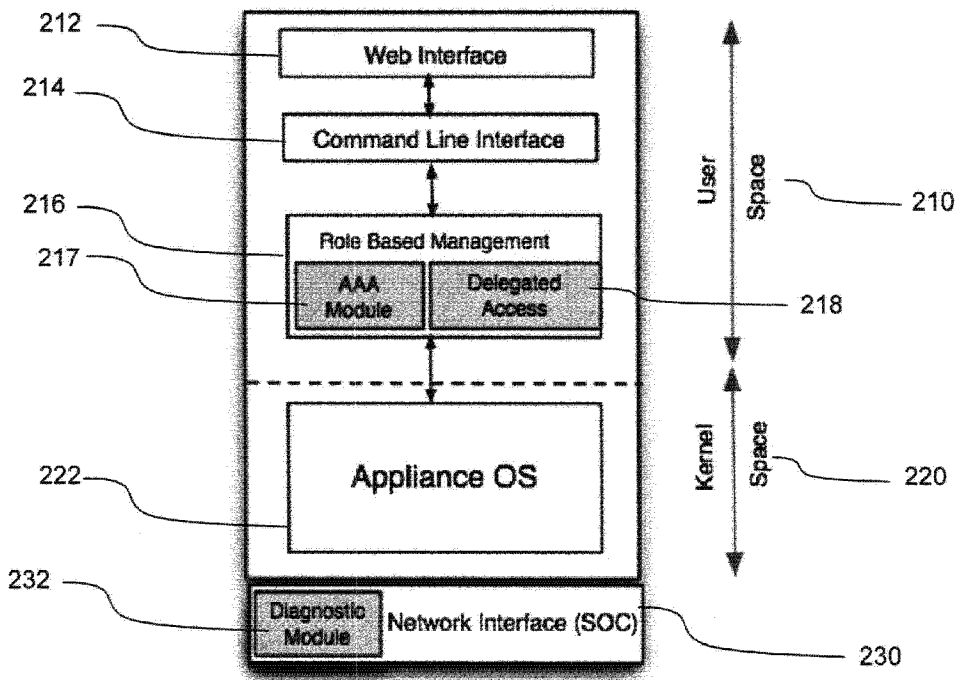 212
Web Interface
214
Command Line Interface
User
Space
210
216
Role Based Management
217
AAA
Module
Delegated
Access
218
222
Appliance OS
Kernel
Space
220
232
Diagnostic
Module
Network Interface (SOC)
230